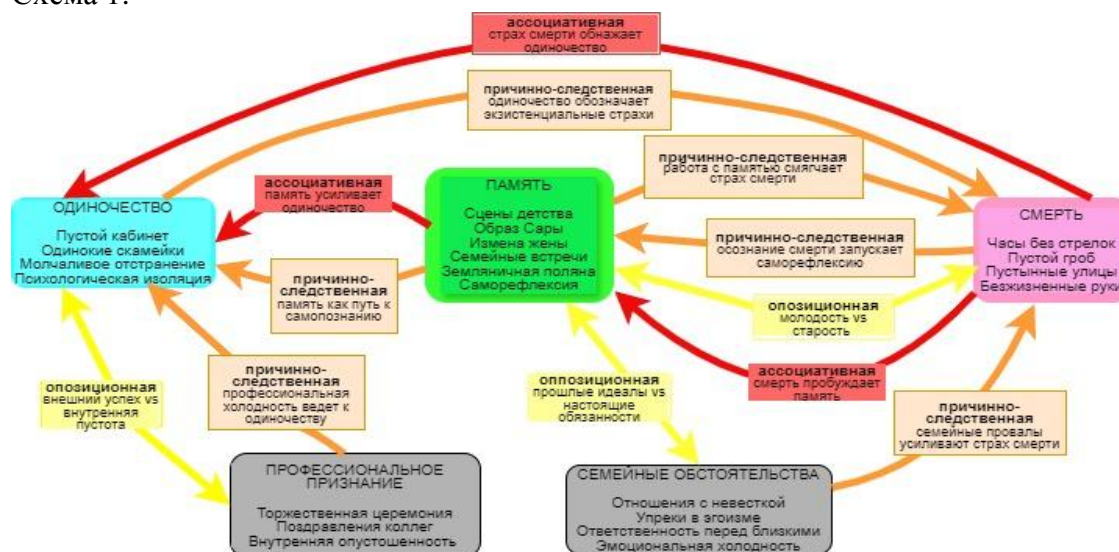 Схема 1.
ассоциативная
страх смерти обнажает
одиночество
причинно-следственная
одиночество обозначает
экзистенциальные страхи
причинно-следственная
работа с памятью смягчает
страх смерти
ассоциативная
память усиливает
одиночество
ПАМЯТЬ
Сцены детства
Образ Сары
Измена жены
Семейные встречи
Земляничная поляна
Саморефлексия
ОДИНОЧЕСТВО
Пустой кабинет
Одинокие скамейки
Молчаливое отстранение
Психологическая изоляция
СМЕРТЬ
Часы без стрелок
Пустой гроб
Пустынные улицы
Безжизненные руки
причинно-следственная
осознание смерти запускает
саморефлексию
причинно-
следственная
память как путь к
самопознанию
опозиционная
молодость vs
старость
опозиционная
внешний успех vs
внутренняя
пустота
причинно-
следственная
профессиональная
холодность ведет к
одиночеству
оппозиционная
прошлые идеалы vs
настоящие
обязанности
ассоциативная
смерть пробуждает
память
причинно-
следственная
семейные провалы
усиливают страх смерти
ПРОФЕССИОНАЛЬНОЕ
ПРИЗНАНИЕ
Торжественная церемония
Поздравления коллег
Внутренняя опустошенность
СЕМЕЙНЫЕ ОБСТОЯТЕЛЬСТВА
Отношения с невесткой
Упреки в эгоизме
Ответственность перед близкими
Эмоциональная холодность